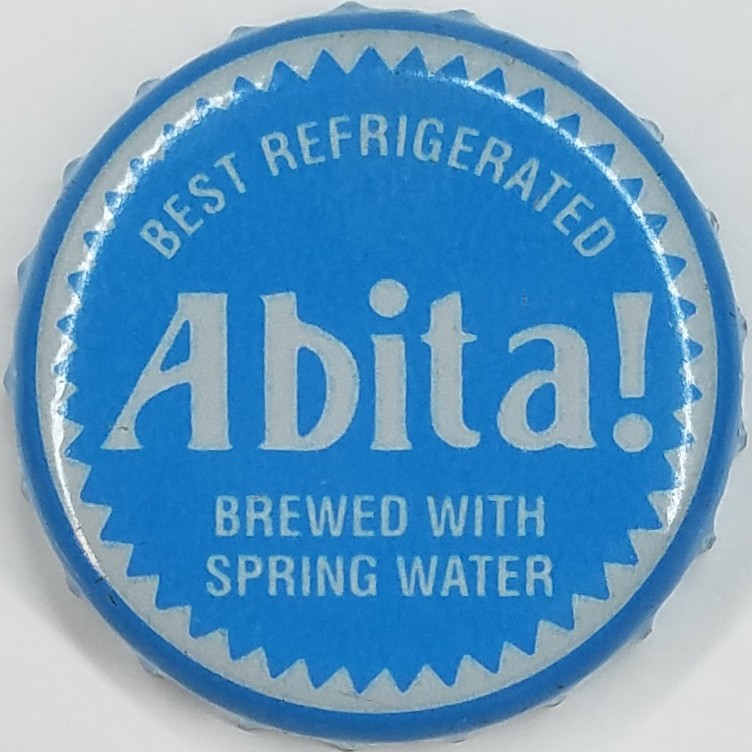 BEST REFRIGERATED
Abita!
BREWED WITH
SPRING WATER